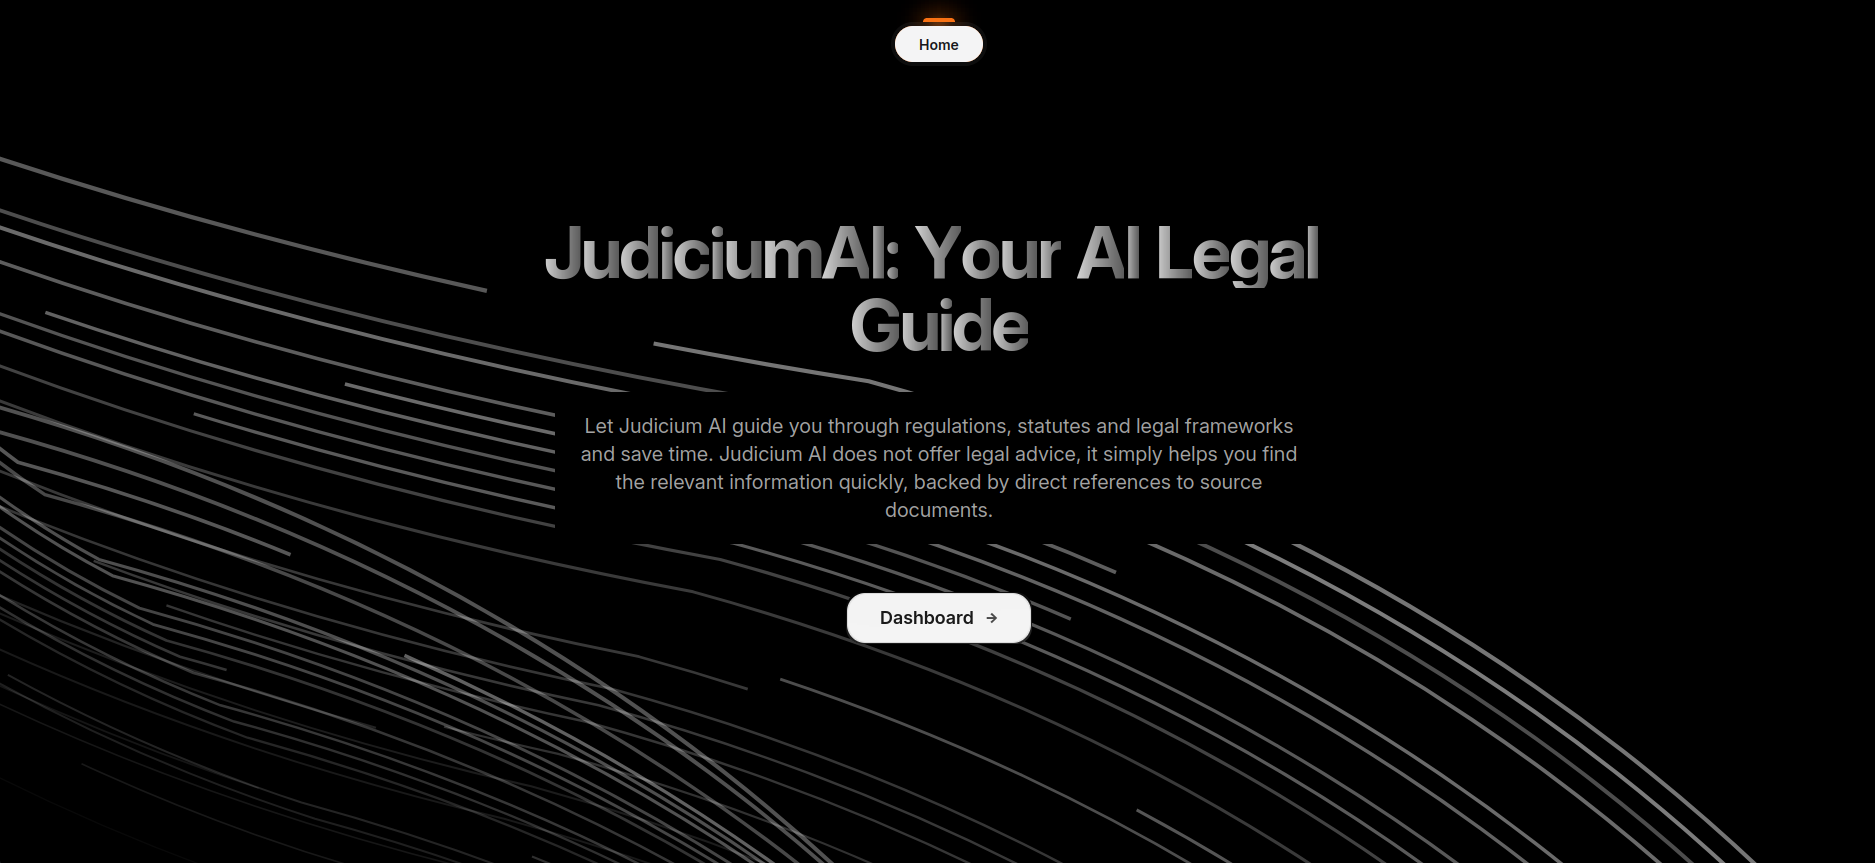 Home
JudiciumAI: Your AI Legal
Guide
Let Judicium AI guide you through regulations, statutes and legal frameworks
and save time. Judicium AI does not offer legal advice, it simply helps you find
the relevant information quickly, backed by direct references to source
documents.
Dashboard →